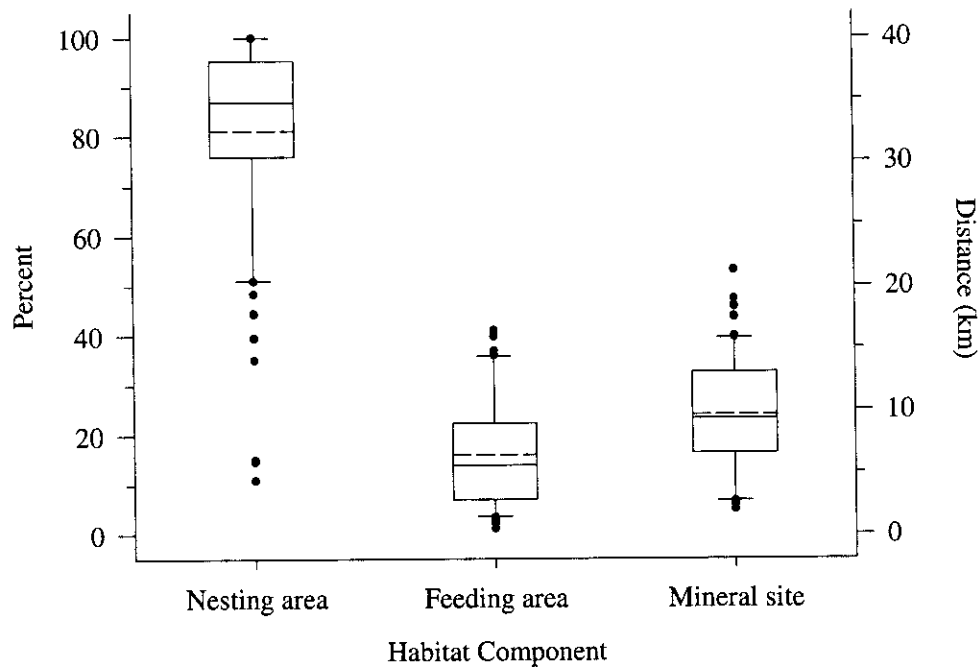 100
80
60
40
20
0
Percent
40
30
20
10
0
Distance (km)
Nesting area Feeding area Mineral site
Habitat Component